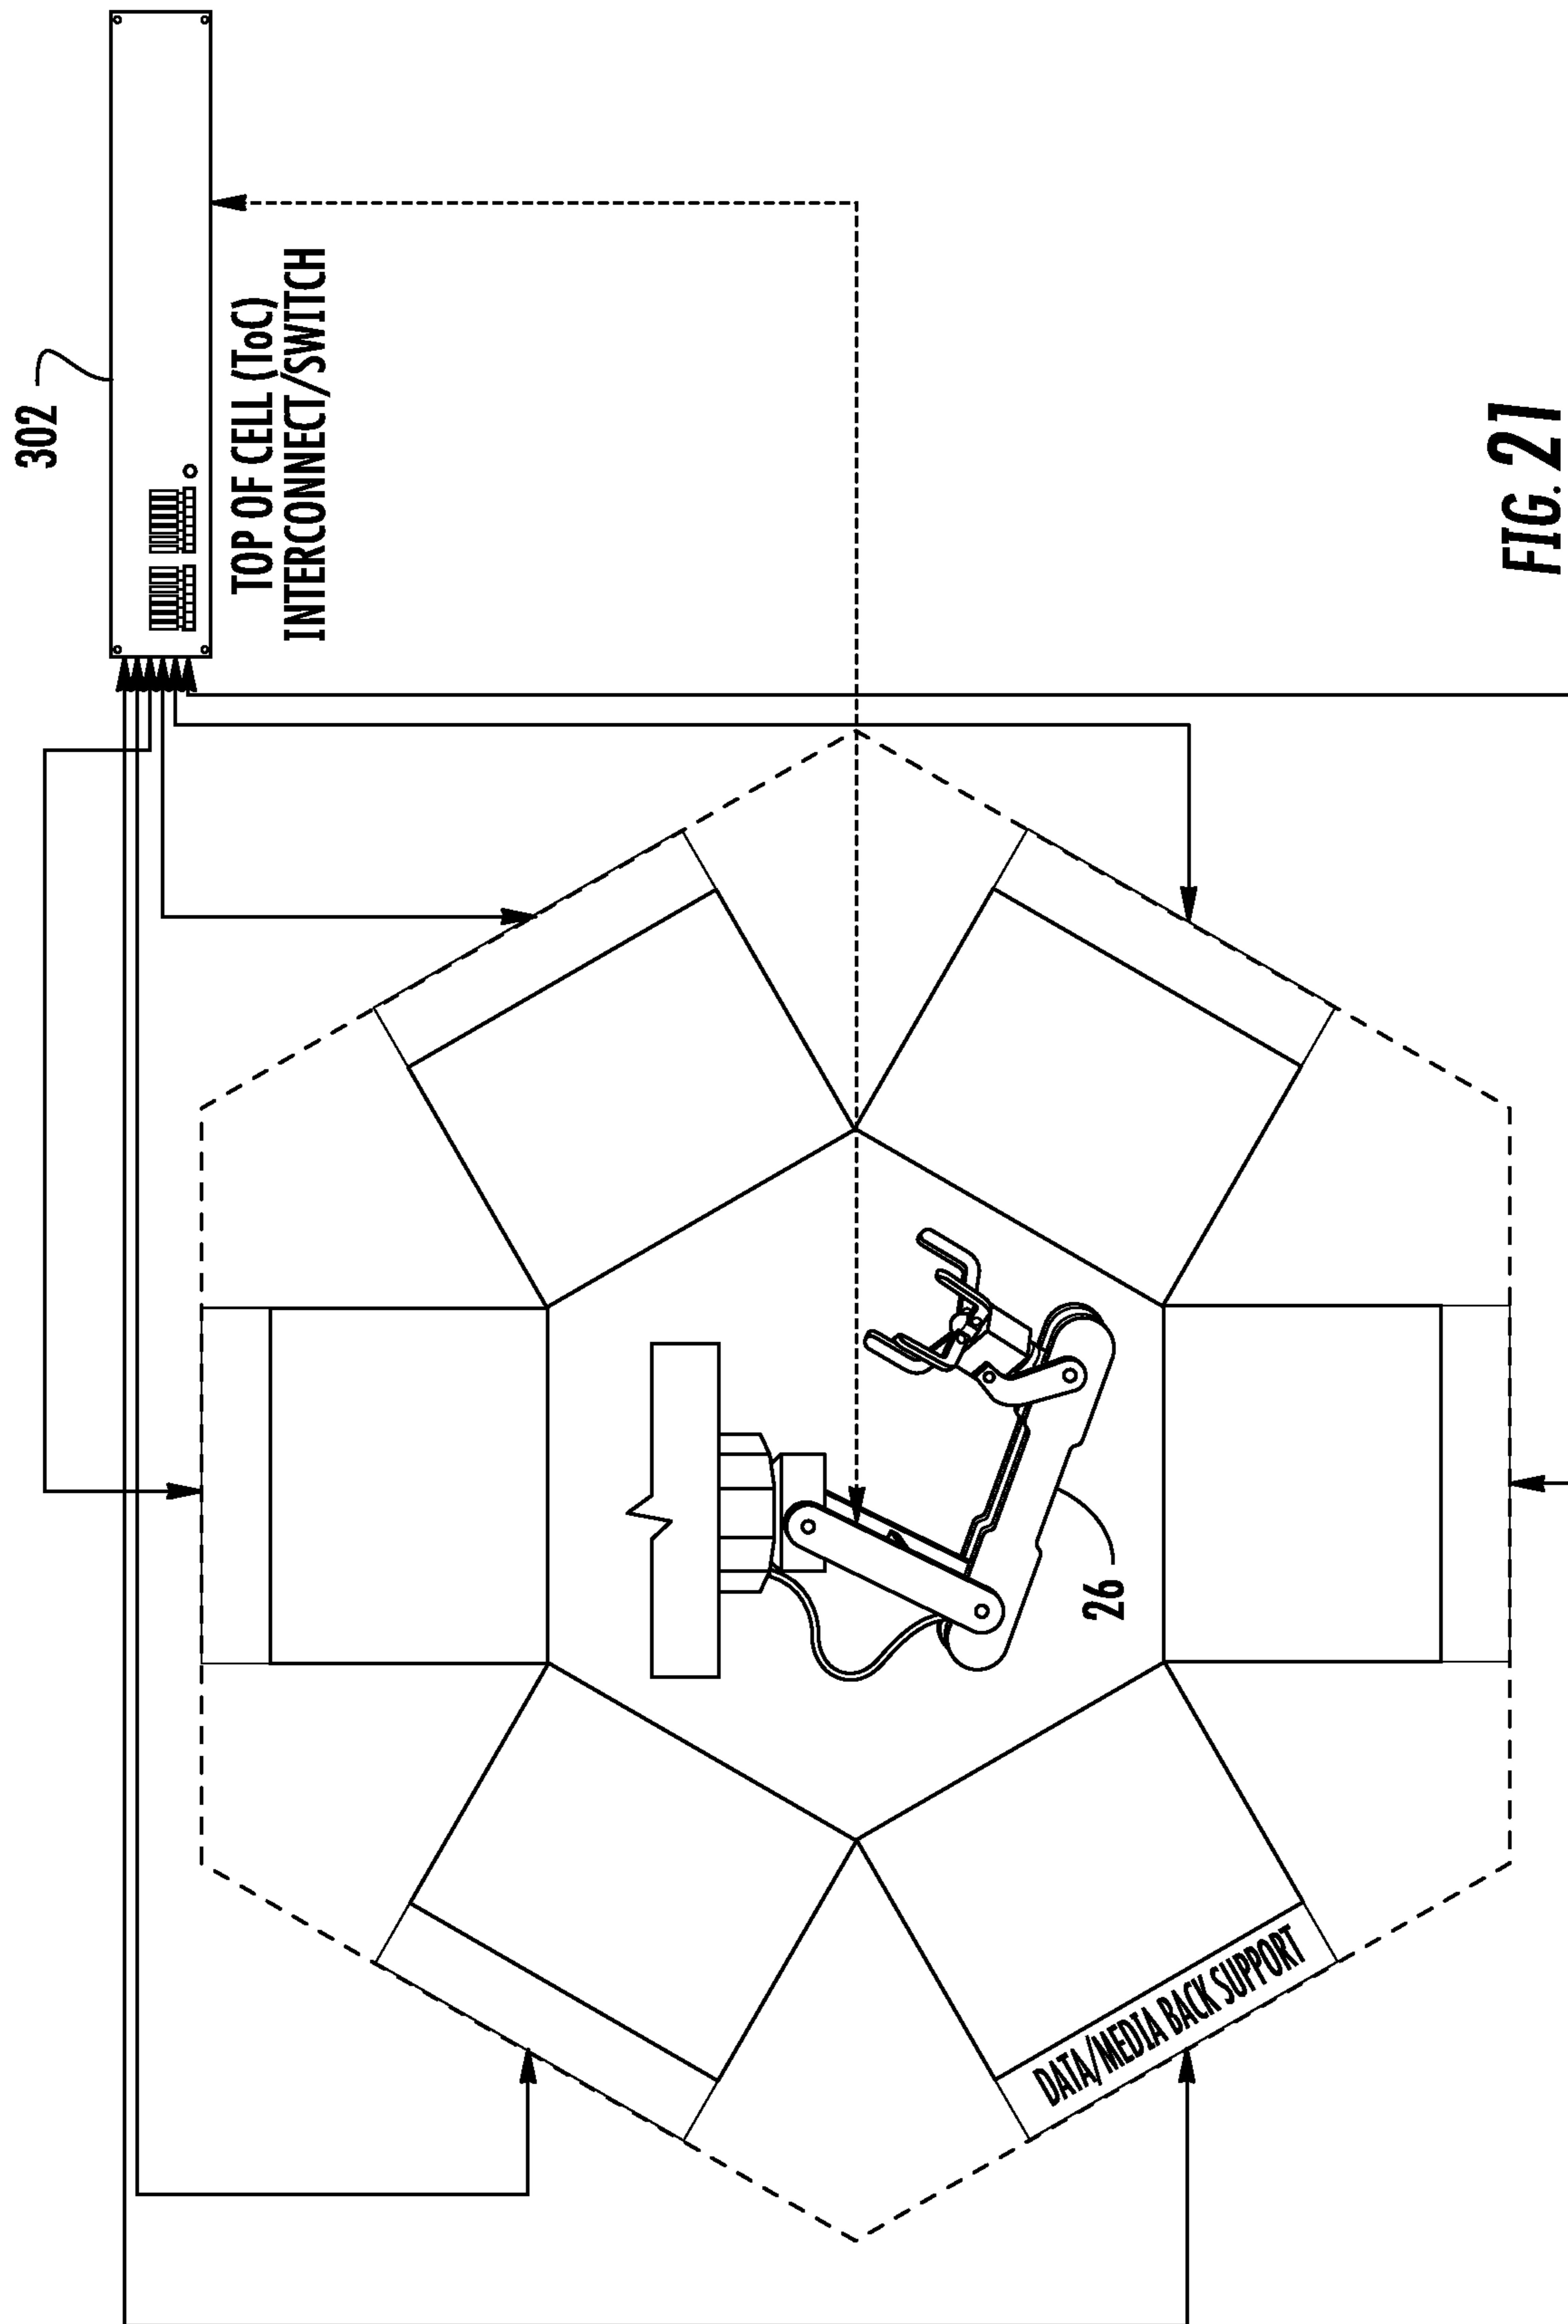 302
TOP OF CELL (ToC)
INTERCONNECT/SWITCH
26
DATA/MEDIA BACK SUPPORT
FIG. 21